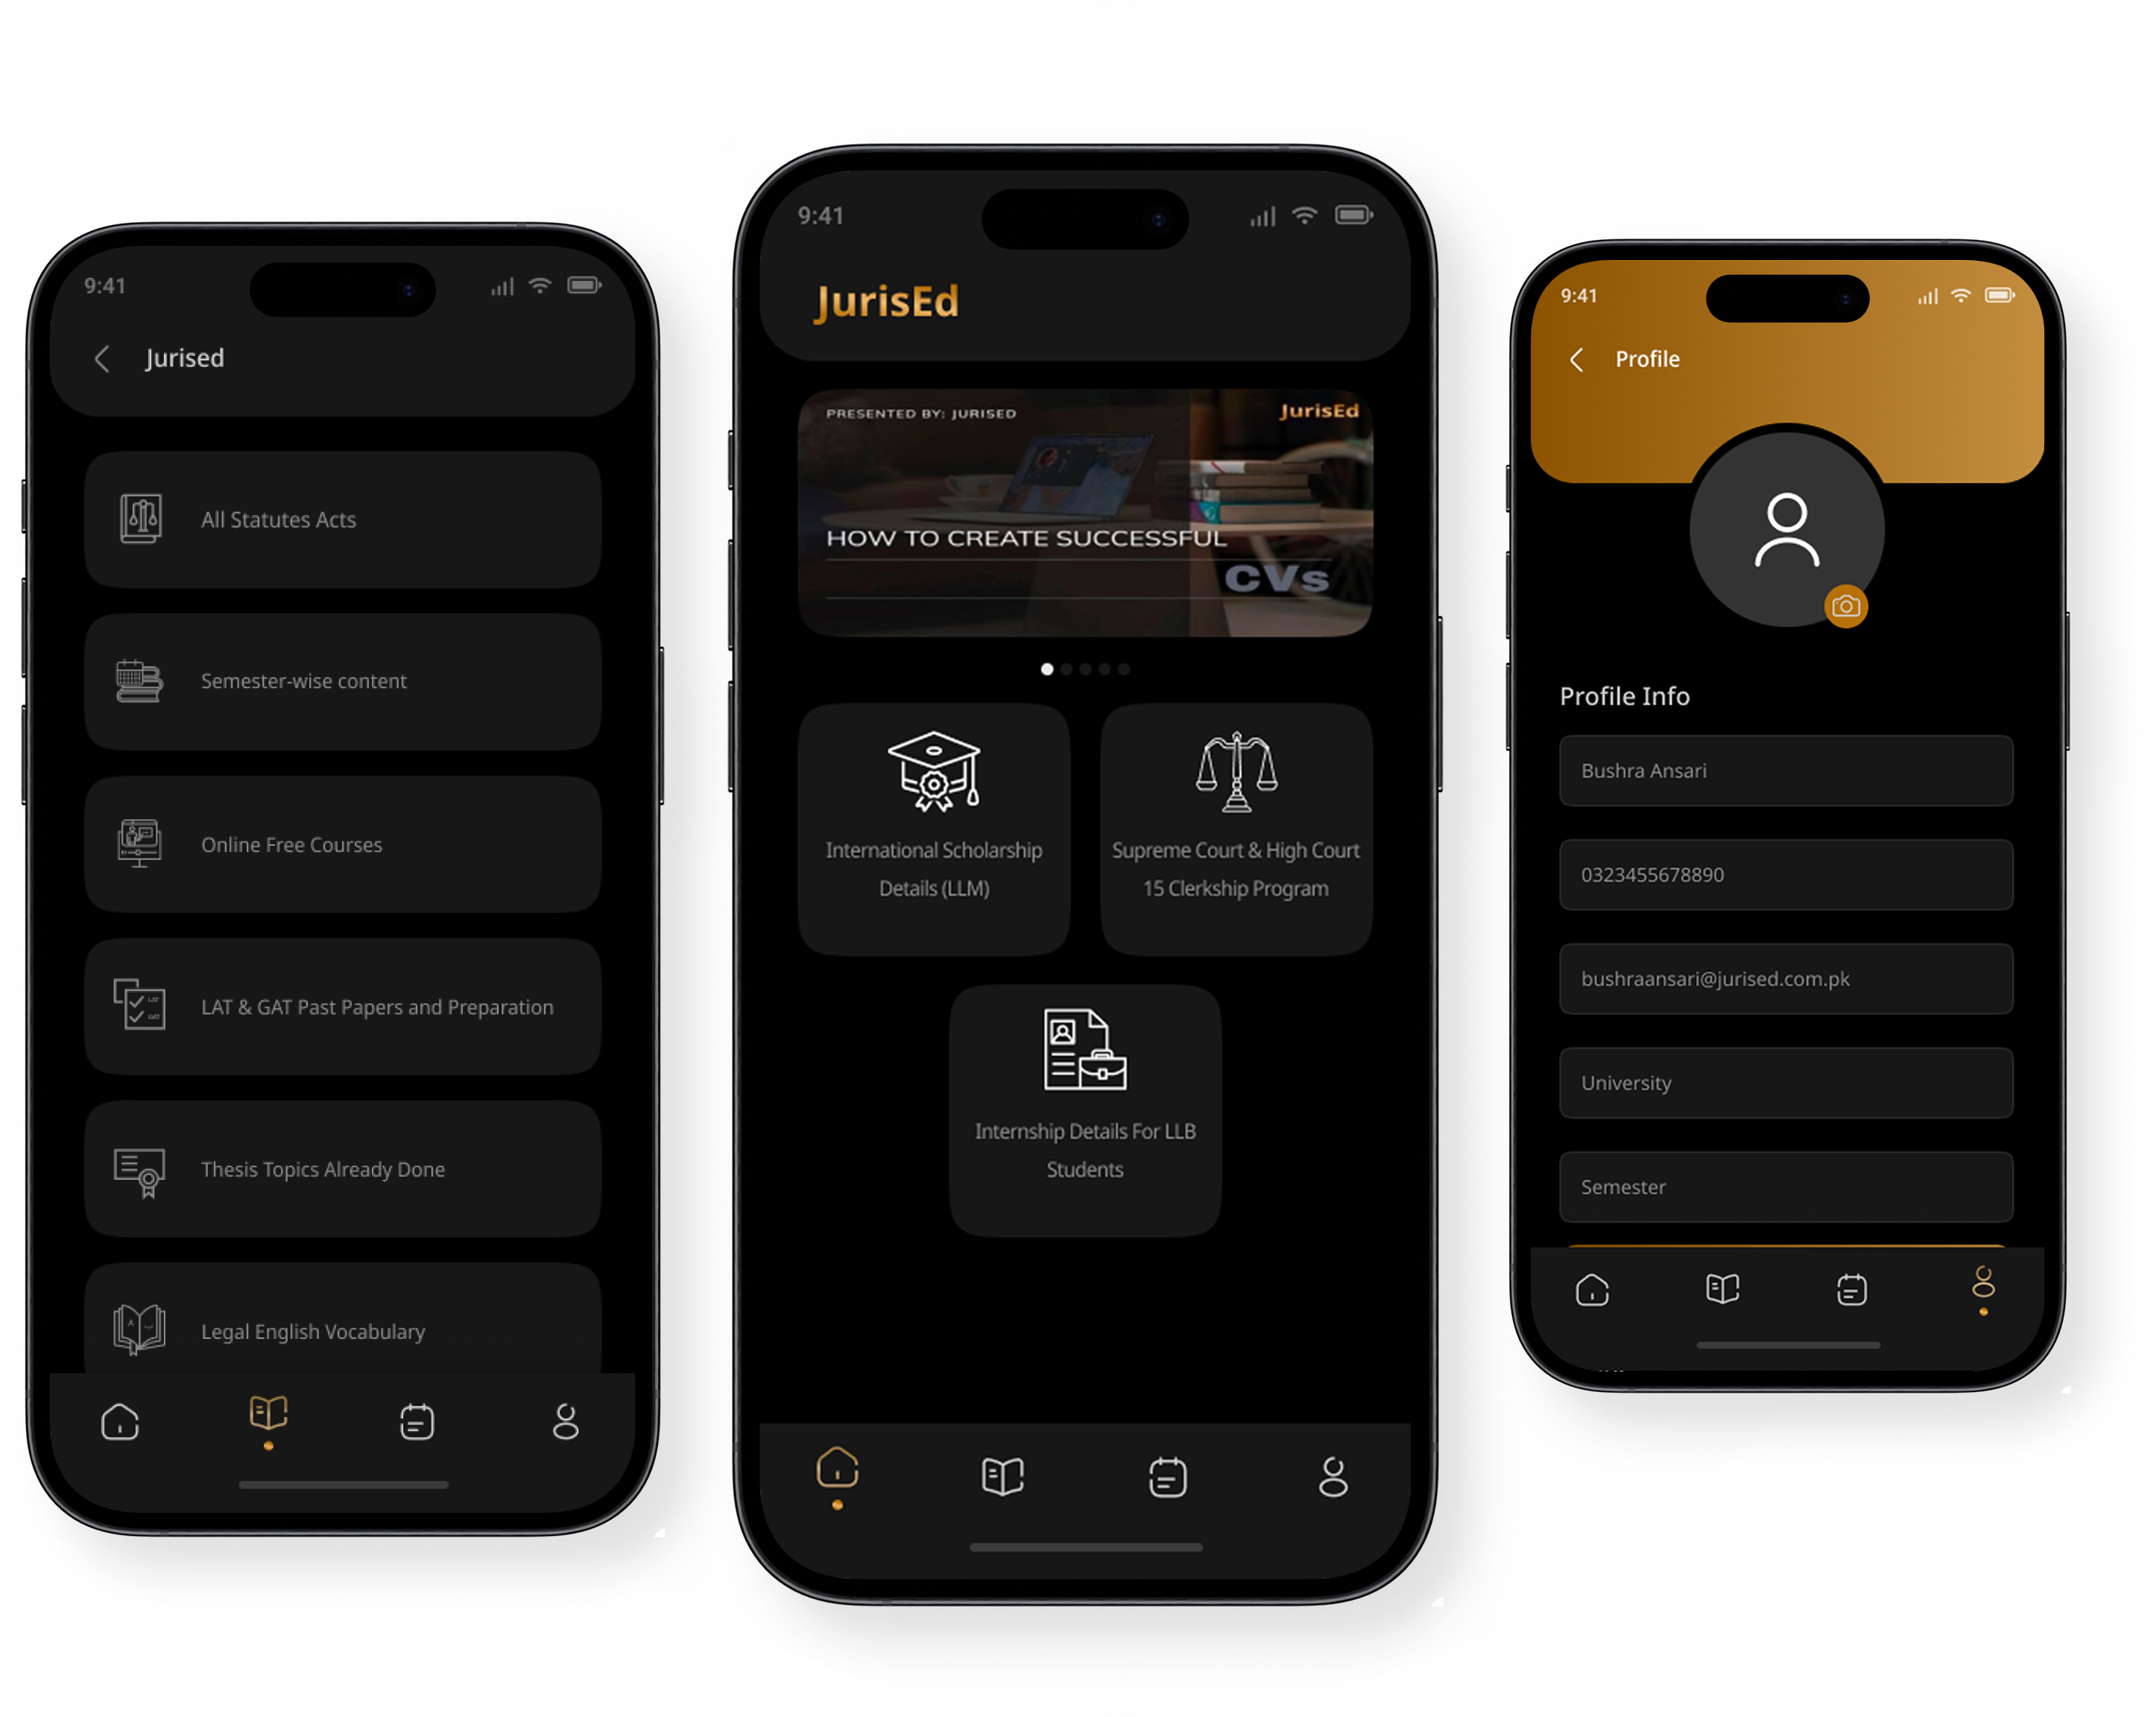 9:41
Jurised
All Statutes Acts
Semester-wise content
Online Free Courses
LAT & GAT Past Papers and Preparation
LAT
GAT
Thesis Topics Already Done
A
Legal English Vocabulary
9:41
JurisEd
PRESENTED BY: JURISED
JurisEd
HOW TO CREATE SUCCESSFUL
CVs
International Scholarship
Details (LLM)
Supreme Court & High Court
15 Clerkship Program
Internship Details For LLB
Students
9:41
Profile
Profile Info
Bushra Ansari
0323455678890
bushraansari@jurised.com.pk
University
Semester